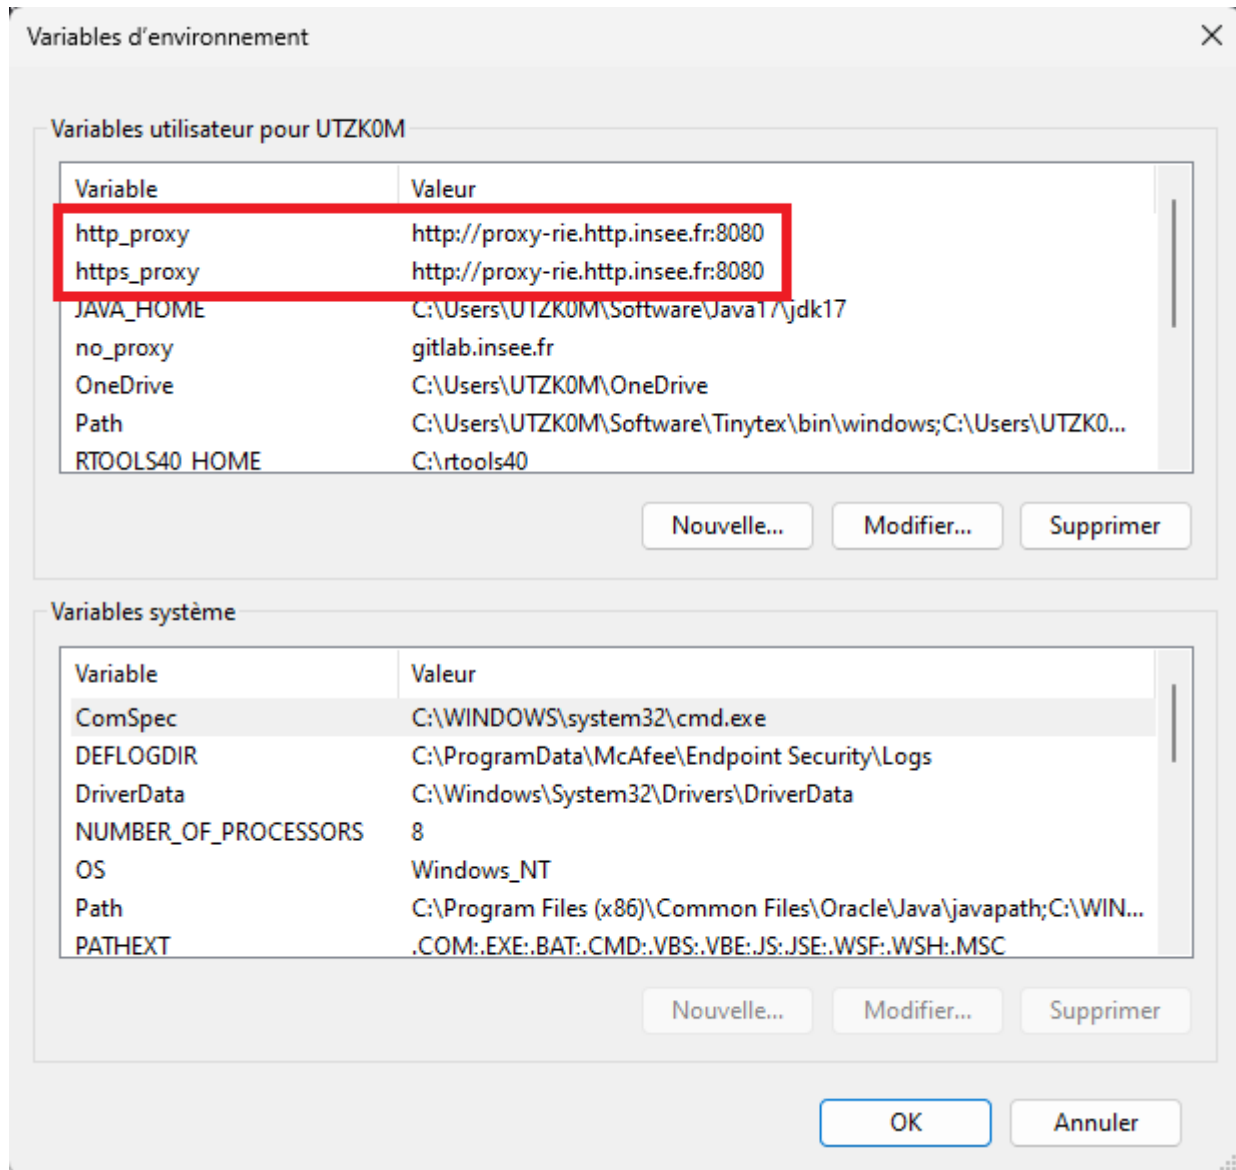 Variables d’environnement
Variables utilisateur pour UTZK0M
Variable Valeur
http_proxy http://proxy-rie.http.insee.fr:8080
https_proxy http://proxy-rie.http.insee.fr:8080
JAVA_HOME C:\Users\UTZK0M\Software\Java17\jdk17
no_proxy gitlab.insee.fr
OneDrive C:\Users\UTZK0M\OneDrive
Path C:\Users\UTZK0M\Software\Tinytex\bin\windows;C:\Users\UTZK0...
RTOOLS40_HOME C:\rtools40
Nouvelle... Modifier... Supprimer
Variables système
Variable Valeur
ComSpec C:\WINDOWS\system32\cmd.exe
DEFLOGDIR C:\ProgramData\McAfee\Endpoint Security\Logs
DriverData C:\Windows\System32\Drivers\DriverData
NUMBER_OF_PROCESSORS 8
OS Windows_NT
Path C:\Program Files (x86)\Common Files\Oracle\Java\javapath;C:\WIN...
PATHEXT .COM;.EXE;.BAT;.CMD;.VBS;.VBE;.JS;.JSE;.WSF;.WSH;.MSC
Nouvelle... Modifier... Supprimer
OK Annuler